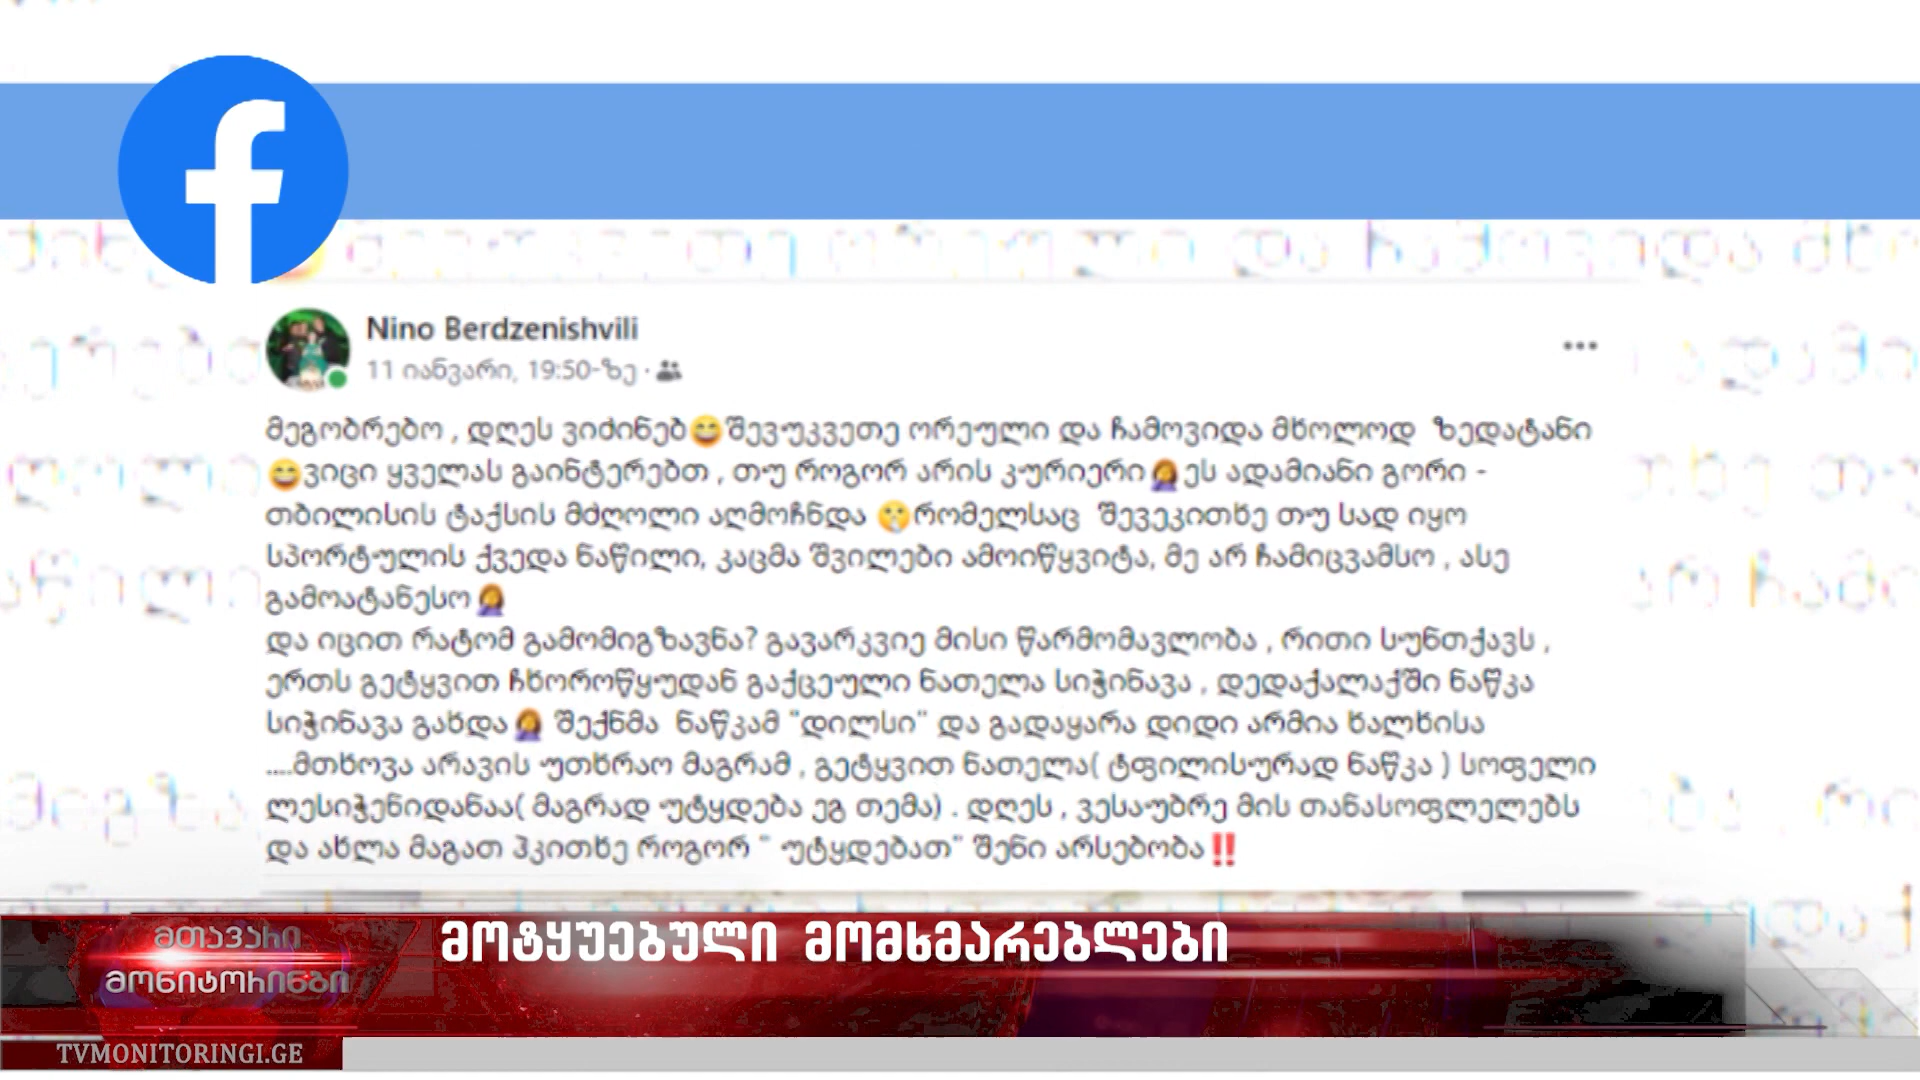 Nino Berdzenishvili
11 იანვარი, 19:50-ზე
მეგობრებო , დღეს ვიძინებ😄შევუკვეთე ორეული და ჩამოვიდა მხოლოდ ზედატანი
😄ვიცი ყველას გაინტერებთ , თუ როგორ არის კურიერი🤦‍♀️ეს ადამიანი გორი -
თბილისის ტაქსის მძღოლი აღმოჩნდა 🤫რომელსაც შევეკითხე თუ სად იყო
სპორტულის ქვედა ნაწილი, კაცმა შვილები ამოიწყვიტა, მე არ ჩამიცვამსო , ასე
გამოატანესო🤦‍♀️
და იცით რატომ გამომიგზავნა? გავარკვიე მისი წარმომავლობა , რითი სუნთქავს ,
ერთს გეტყვით ჩხოროწყუდან გაქცეული ნათელა სიჭინავა , დედაქალაქში ნაწკა
სიჭინავა გახდა🤦‍♀️ შექნმა ნაწკამ "დილსი" და გადაყარა დიდი არმია ხალხისა
....მთხოვა არავის უთხრაო მაგრამ , გეტყვით ნათელა( ტფილისურად ნაწკა ) სოფელი
ლესიჭენიდანაა( მაგრად უტყდება ეგ თემა) . დღეს , ვესაუბრე მის თანასოფლელებს
და ახლა მაგათ ჰკითხე როგორ " უტყდებათ" შენი არსებობა‼️
მთავარი
მონიტორინგი
მოტყუებული მომხმარებლები
TVMONITORINGI.GE